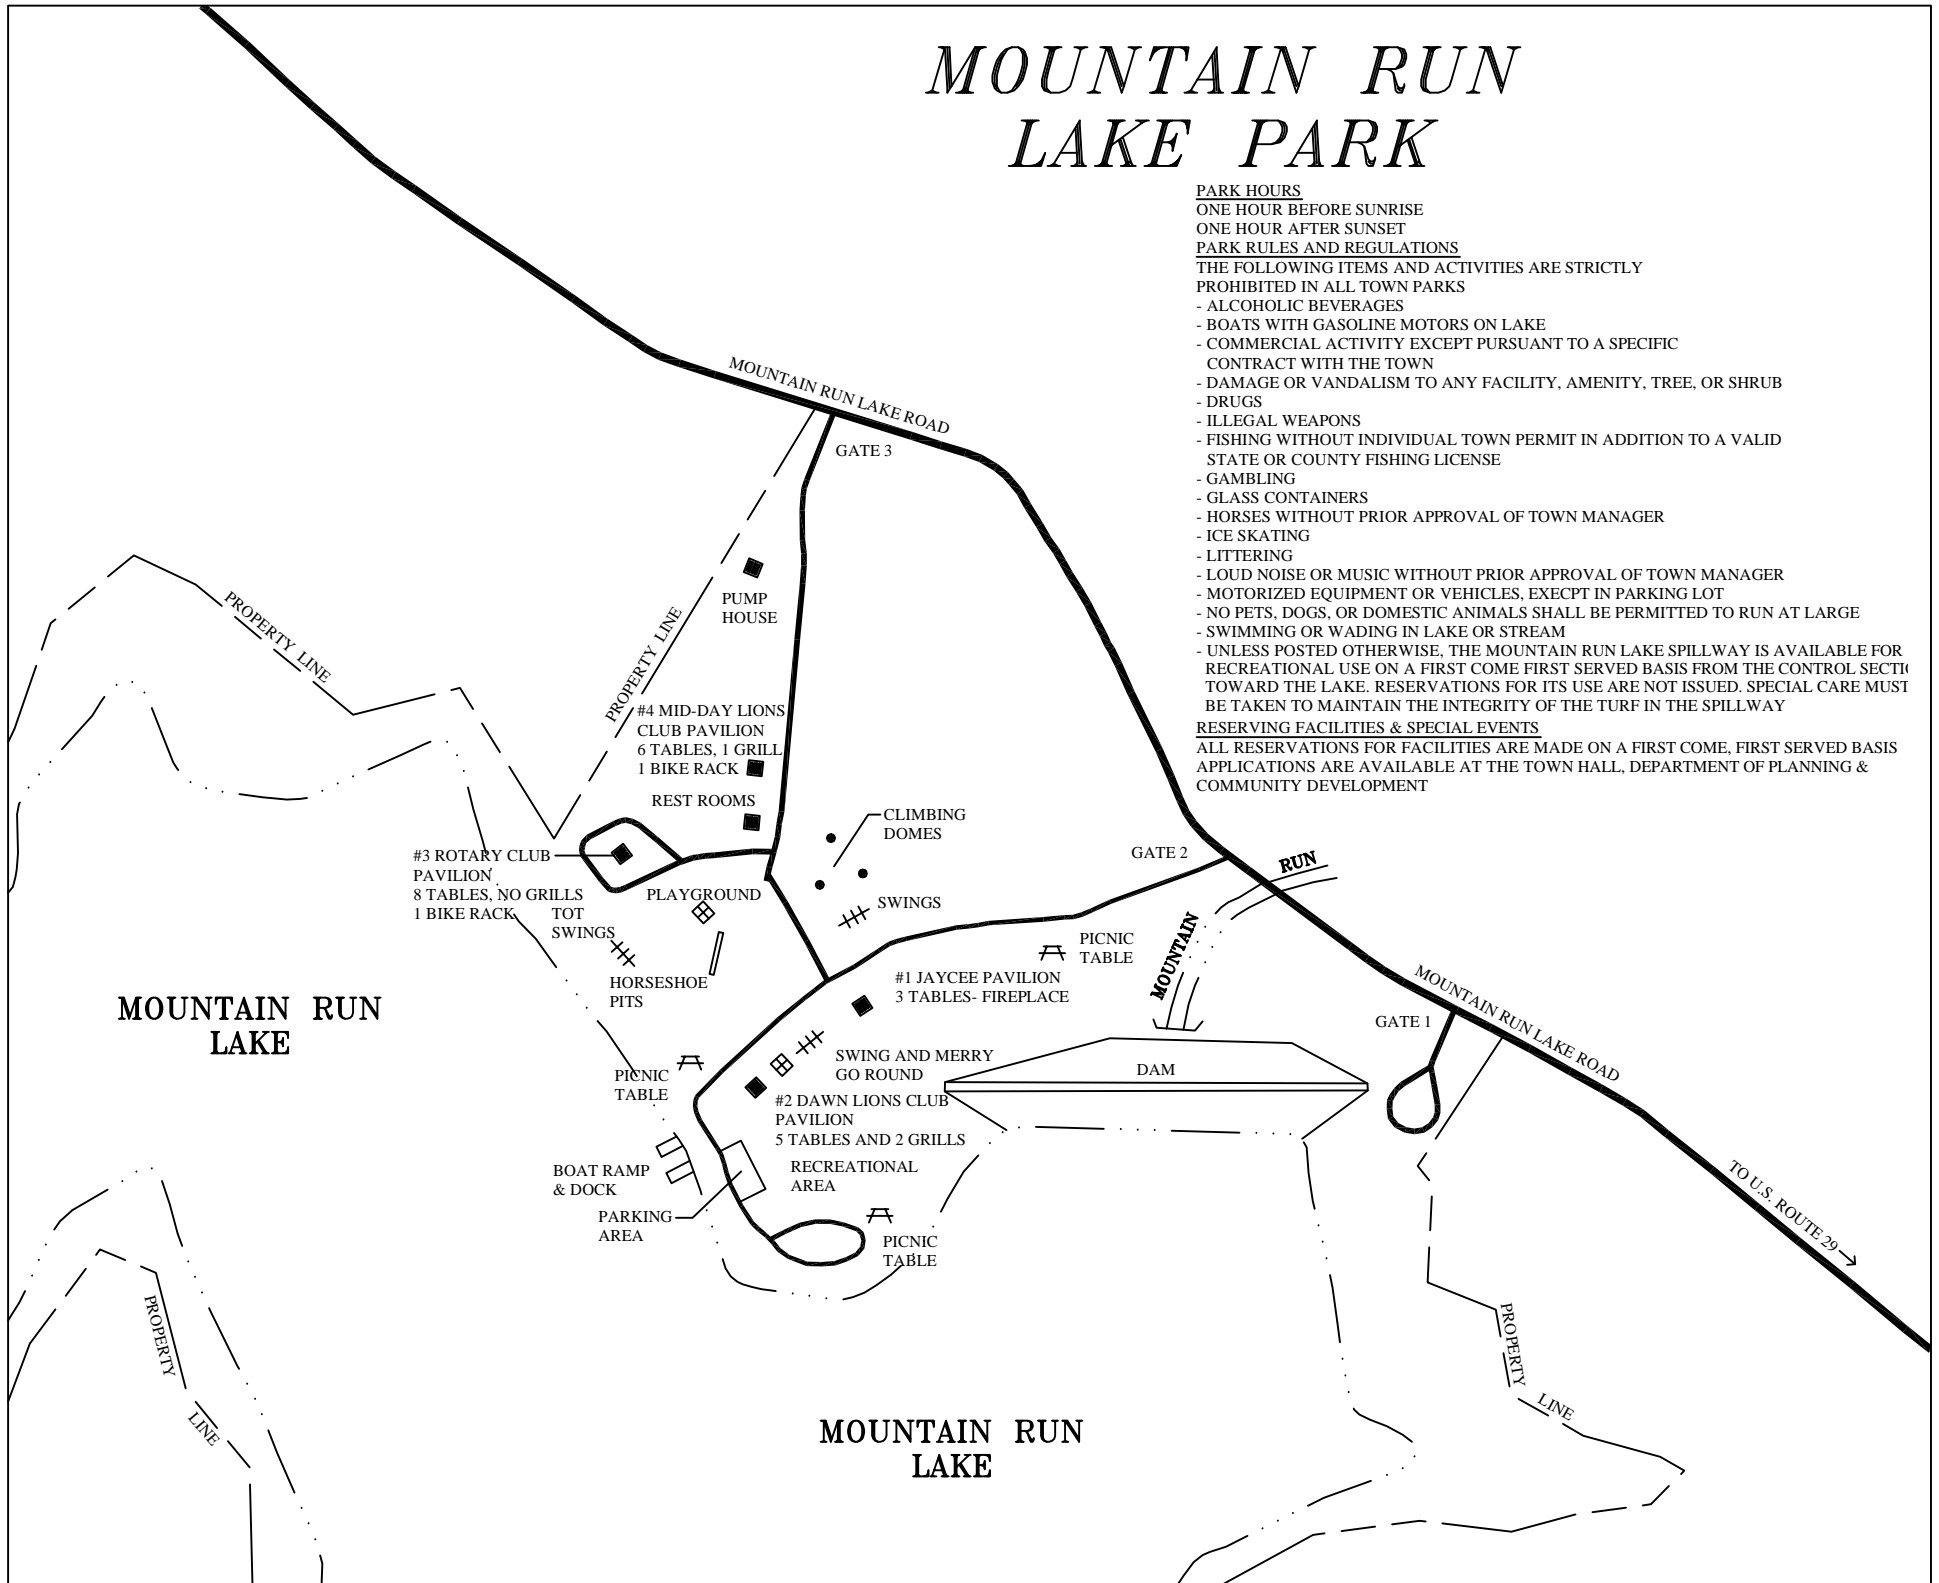 MOUNTAIN RUN
LAKE PARK
PARK HOURS
ONE HOUR BEFORE SUNRISE
ONE HOUR AFTER SUNSET
PARK RULES AND REGULATIONS
THE FOLLOWING ITEMS AND ACTIVITIES ARE STRICTLY
PROHIBITED IN ALL TOWN PARKS
- ALCOHOLIC BEVERAGES
- BOATS WITH GASOLINE MOTORS ON LAKE
- COMMERCIAL ACTIVITY EXCEPT PURSUANT TO A SPECIFIC
CONTRACT WITH THE TOWN
- DAMAGE OR VANDALISM TO ANY FACILITY, AMENITY, TREE, OR SHRUB
- DRUGS
- ILLEGAL WEAPONS
- FISHING WITHOUT INDIVIDUAL TOWN PERMIT IN ADDITION TO A VALID
STATE OR COUNTY FISHING LICENSE
- GAMBLING
- GLASS CONTAINERS
- HORSES WITHOUT PRIOR APPROVAL OF TOWN MANAGER
- ICE SKATING
- LITTERING
- LOUD NOISE OR MUSIC WITHOUT PRIOR APPROVAL OF TOWN MANAGER
- MOTORIZED EQUIPMENT OR VEHICLES, EXECPT IN PARKING LOT
- NO PETS, DOGS, OR DOMESTIC ANIMALS SHALL BE PERMITTED TO RUN AT LARGE
- SWIMMING OR WADING IN LAKE OR STREAM
- UNLESS POSTED OTHERWISE, THE MOUNTAIN RUN LAKE SPILLWAY IS AVAILABLE FOR
RECREATIONAL USE ON A FIRST COME FIRST SERVED BASIS FROM THE CONTROL SECTI
TOWARD THE LAKE. RESERVATIONS FOR ITS USE ARE NOT ISSUED. SPECIAL CARE MUST
BE TAKEN TO MAINTAIN THE INTEGRITY OF THE TURF IN THE SPILLWAY
RESERVING FACILITIES & SPECIAL EVENTS
ALL RESERVATIONS FOR FACILITIES ARE MADE ON A FIRST COME, FIRST SERVED BASIS
APPLICATIONS ARE AVAILABLE AT THE TOWN HALL, DEPARTMENT OF PLANNING &
COMMUNITY DEVELOPMENT
MOUNTAIN RUN LAKE ROAD
GATE 3
PUMP
HOUSE
PROPERTY LINE
PROPERTY LINE
#4 MID-DAY LIONS
CLUB PAVILION
6 TABLES, 1 GRILL
1 BIKE RACK
REST ROOMS
CLIMBING
DOMES
#3 ROTARY CLUB
PAVILION
8 TABLES, NO GRILLS
1 BIKE RACK
TOT
SWINGS
PLAYGROUND
SWINGS
GATE 2
RUN
MOUNTAIN
HORSESHOE
PITS
PICNIC
TABLE
#1 JAYCEE PAVILION
3 TABLES- FIREPLACE
MOUNTAIN RUN
LAKE
GATE 1
MOUNTAIN RUN LAKE ROAD
SWING AND MERRY
GO ROUND
DAM
PICNIC
TABLE
#2 DAWN LIONS CLUB
PAVILION
5 TABLES AND 2 GRILLS
BOAT RAMP
& DOCK
RECREATIONAL
AREA
PARKING
AREA
PICNIC
TABLE
TO U.S. ROUTE 29
PROPERTY
LINE
PROPERTY
LINE
MOUNTAIN RUN
LAKE